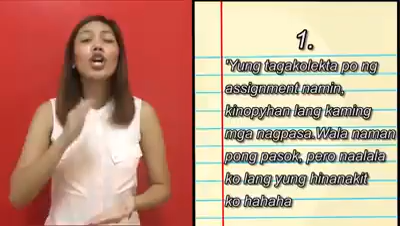 1.
'Yung tagakolekta po ng
assignment namin,
kinopyhan lang kaming
mga nagpasa.Wala naman
pong pasok, pero naalala
ko lang yung hinanakit
ko hahaha